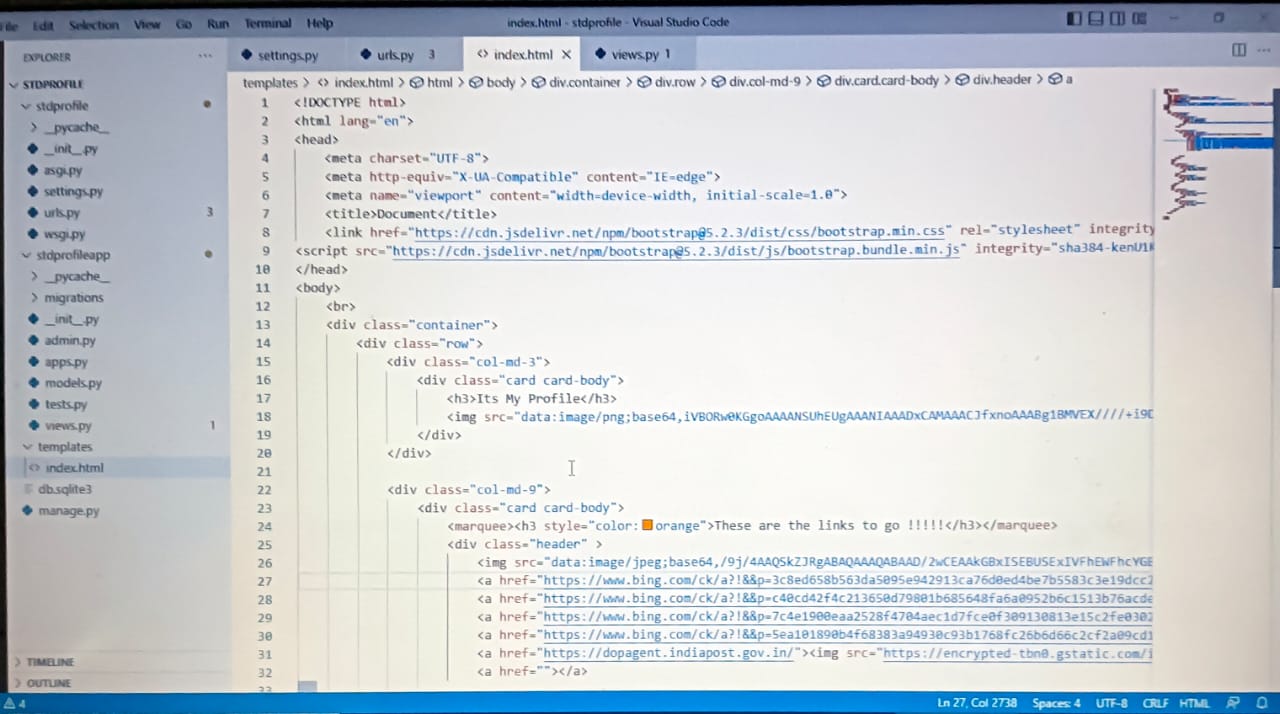 File Edit Selection View Go Run Terminal Help index.html - stdprofile - Visual Studio Code
EXPLORER ...
STDPROFILE
stdprofile
__pycache__
__init__.py
asgi.py
settings.py
urls.py 3
wsgi.py
stdprofileapp
__pycache__
migrations
__init__.py
admin.py
apps.py
models.py
tests.py
views.py 1
templates
<> index.html
db.sqlite3
manage.py
TIMELINE
OUTLINE
settings.py urls.py 3 <> index.html × views.py 1
templates > <> index.html > html > body > div.container > div.row > div.col-md-9 > div.card.card-body > div.header > a
1 <!DOCTYPE html>
2 <html lang="en">
3 <head>
4 <meta charset="UTF-8">
5 <meta http-equiv="X-UA-Compatible" content="IE=edge">
6 <meta name="viewport" content="width=device-width, initial-scale=1.0">
7 <title>Document</title>
8 <link href="https://cdn.jsdelivr.net/npm/bootstrap@5.2.3/dist/css/bootstrap.min.css" rel="stylesheet" integrity
9 <script src="https://cdn.jsdelivr.net/npm/bootstrap@5.2.3/dist/js/bootstrap.bundle.min.js" integrity="sha384-kenU1K
10 </head>
11 <body>
12 <br>
13 <div class="container">
14 <div class="row">
15 <div class="col-md-3">
16 <div class="card card-body">
17 <h3>Its My Profile</h3>
18 <img src="data:image/png;base64,iVBORw0KGgoAAAANSUhEUgAAANIAAADxCAMAAACJfxnoAAABg1BMVEX////+i9
19 </div>
20 </div>
21
22 <div class="col-md-9">
23 <div class="card card-body">
24 <marquee><h3 style="color:orange">These are the links to go !!!!!</h3></marquee>
25 <div class="header" >
26 <img src="data:image/jpeg;base64,/9j/4AAQSkZJRgABAQAAAQABAAD/2wCEAAkGBxISEBUSExIVFhEWFhcYGB
27 <a href="https://www.bing.com/ck/a?!&&p=3c8ed658b563da5095e942913ca76d0ed4be7b5583c3e19dcc2
28 <a href="https://www.bing.com/ck/a?!&&p=c40cd42f4c213650d79801b685648fa6a0952b6c1513b76acde
29 <a href="https://www.bing.com/ck/a?!&&p=7c4e1900eaa2528f4704aec1d7fce0f309130813e15c2fe0302
30 <a href="https://www.bing.com/ck/a?!&&p=5ea101890b4f68383a94930c93b1768fc26b6d66c2cf2a09cd1
31 <a href="https://dopagent.indiapost.gov.in/"><img src="https://encrypted-tbn0.gstatic.com/i
32 <a href=""></a>
33
4 Ln 27, Col 2738 Spaces: 4 UTF-8 CRLF HTML